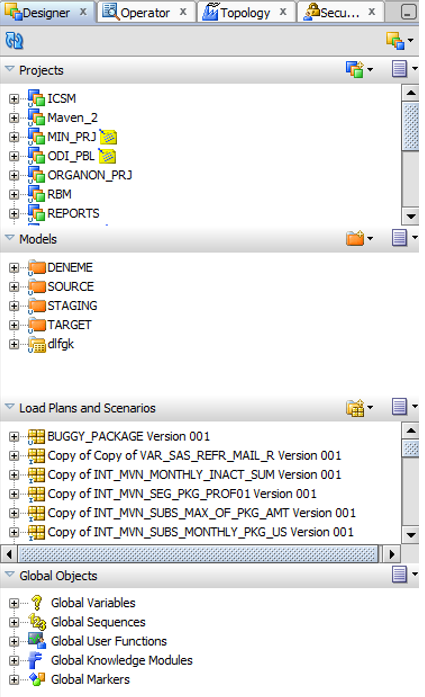 Designer Operator Topology Secu...
Projects
ICSM
Maven_2
MIN_PRJ
ODI_PBL
ORGANON_PRJ
RBM
REPORTS
Models
DENEME
SOURCE
STAGING
TARGET
dlfgk
Load Plans and Scenarios
BUGGY_PACKAGE Version 001
Copy of Copy of VAR_SAS_REFR_MAIL_R Version 001
Copy of INT_MVN_MONTHLY_INACT_SUM Version 001
Copy of INT_MVN_SEG_PKG_PROF01 Version 001
Copy of INT_MVN_SUBS_MAX_OF_PKG_AMT Version 001
Copy of INT_MVN_SUBS_MONTHLY_PKG_US Version 001
Global Objects
Global Variables
Global Sequences
Global User Functions
Global Knowledge Modules
Global Markers